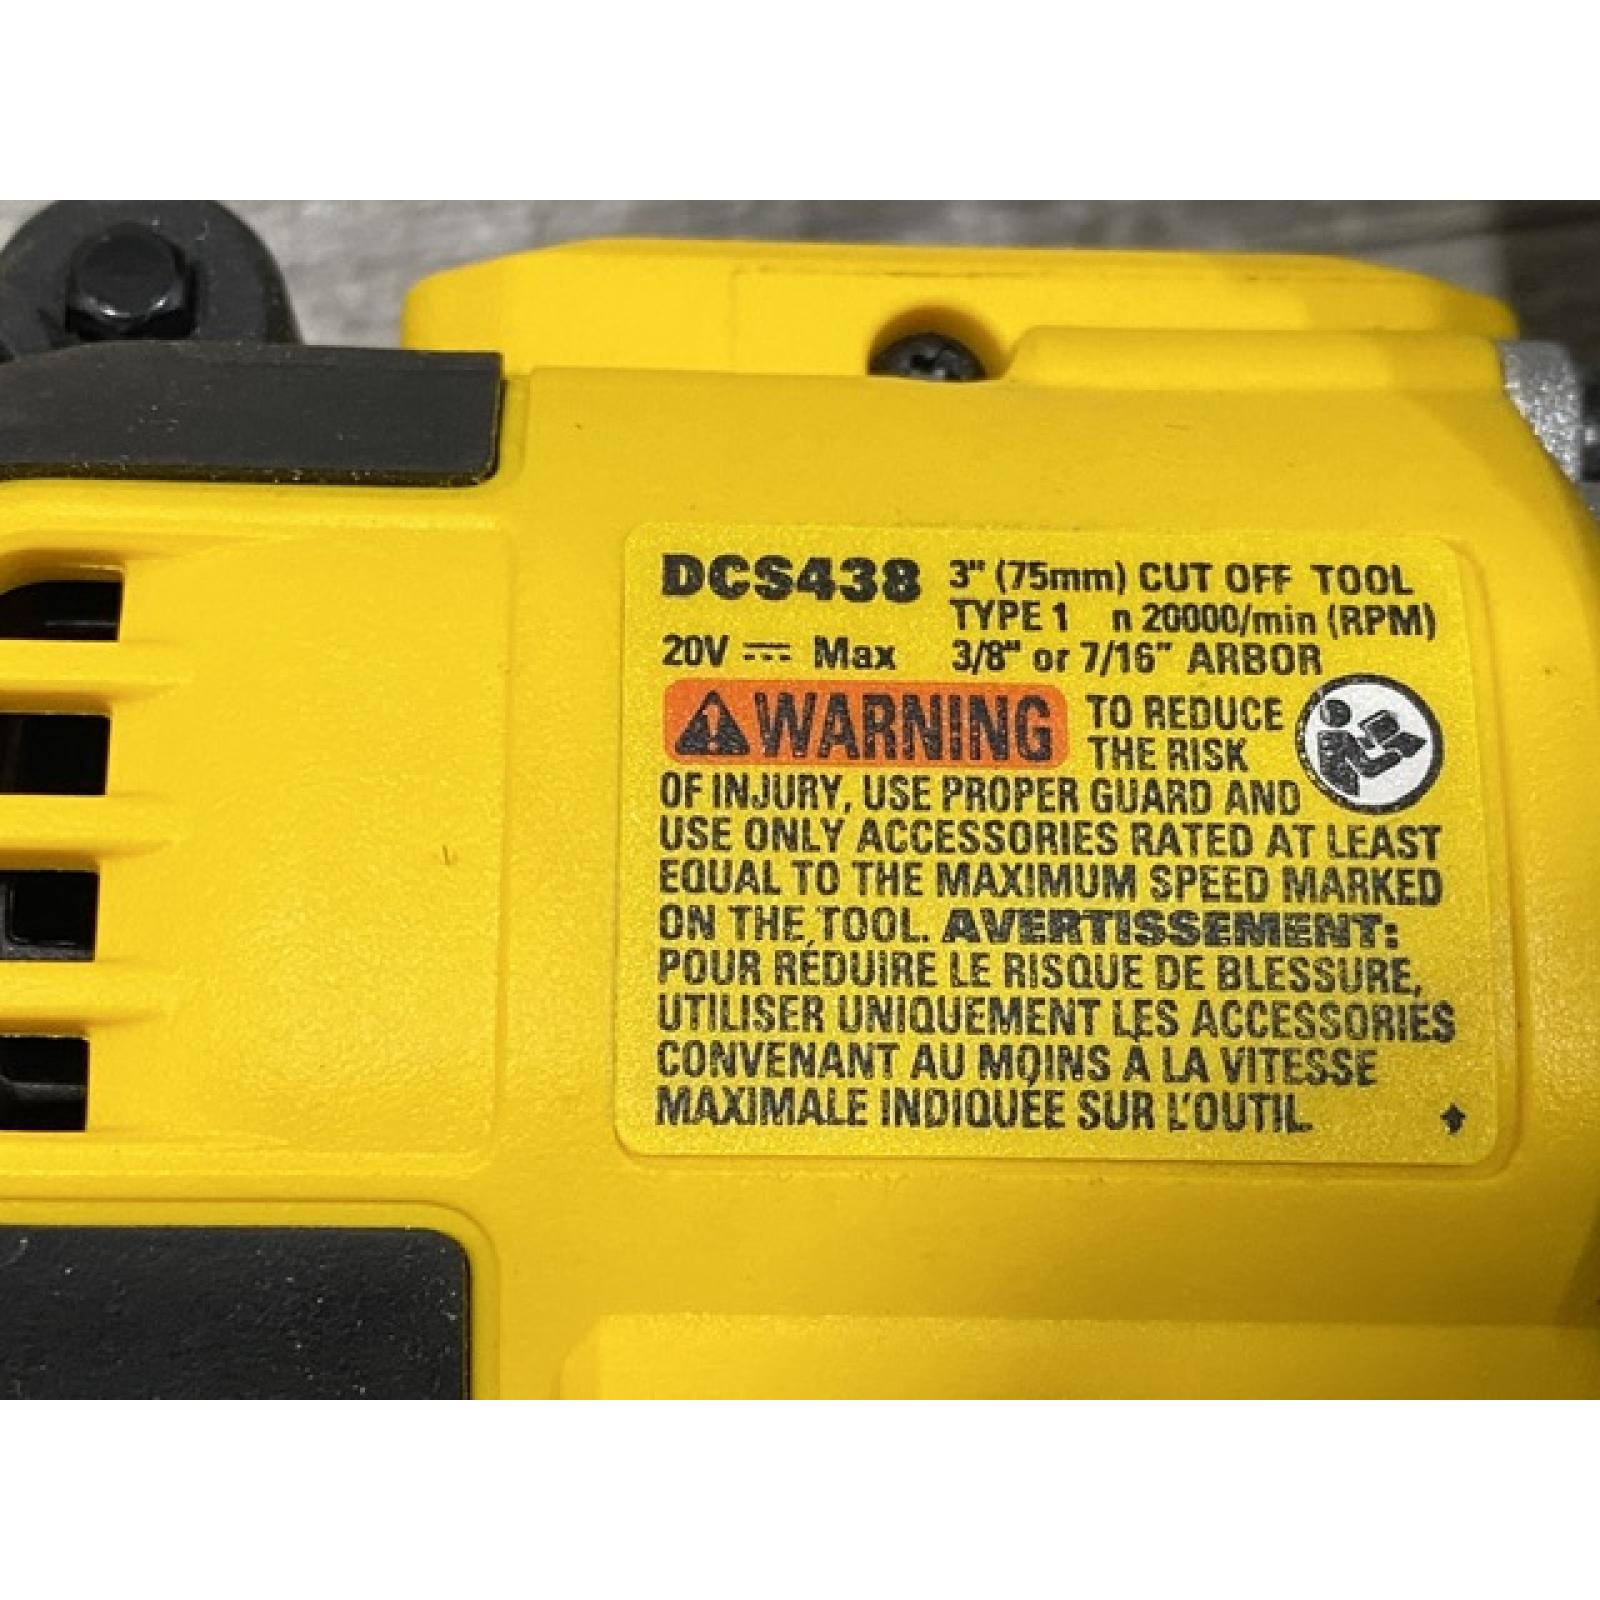 DCS438 3" (75mm) CUT OFF TOOL
TYPE 1 n 20000/min (RPM)
20V ⎓ Max 3/8" or 7/16" ARBOR
WARNING TO REDUCE
THE RISK
OF INJURY, USE PROPER GUARD AND
USE ONLY ACCESSORIES RATED AT LEAST
EQUAL TO THE MAXIMUM SPEED MARKED
ON THE TOOL. AVERTISSEMENT:
POUR RÉDUIRE LE RISQUE DE BLESSURE,
UTILISER UNIQUEMENT LES ACCESSORIES
CONVENANT AU MOINS À LA VITESSE
MAXIMALE INDIQUÉE SUR L'OUTIL.